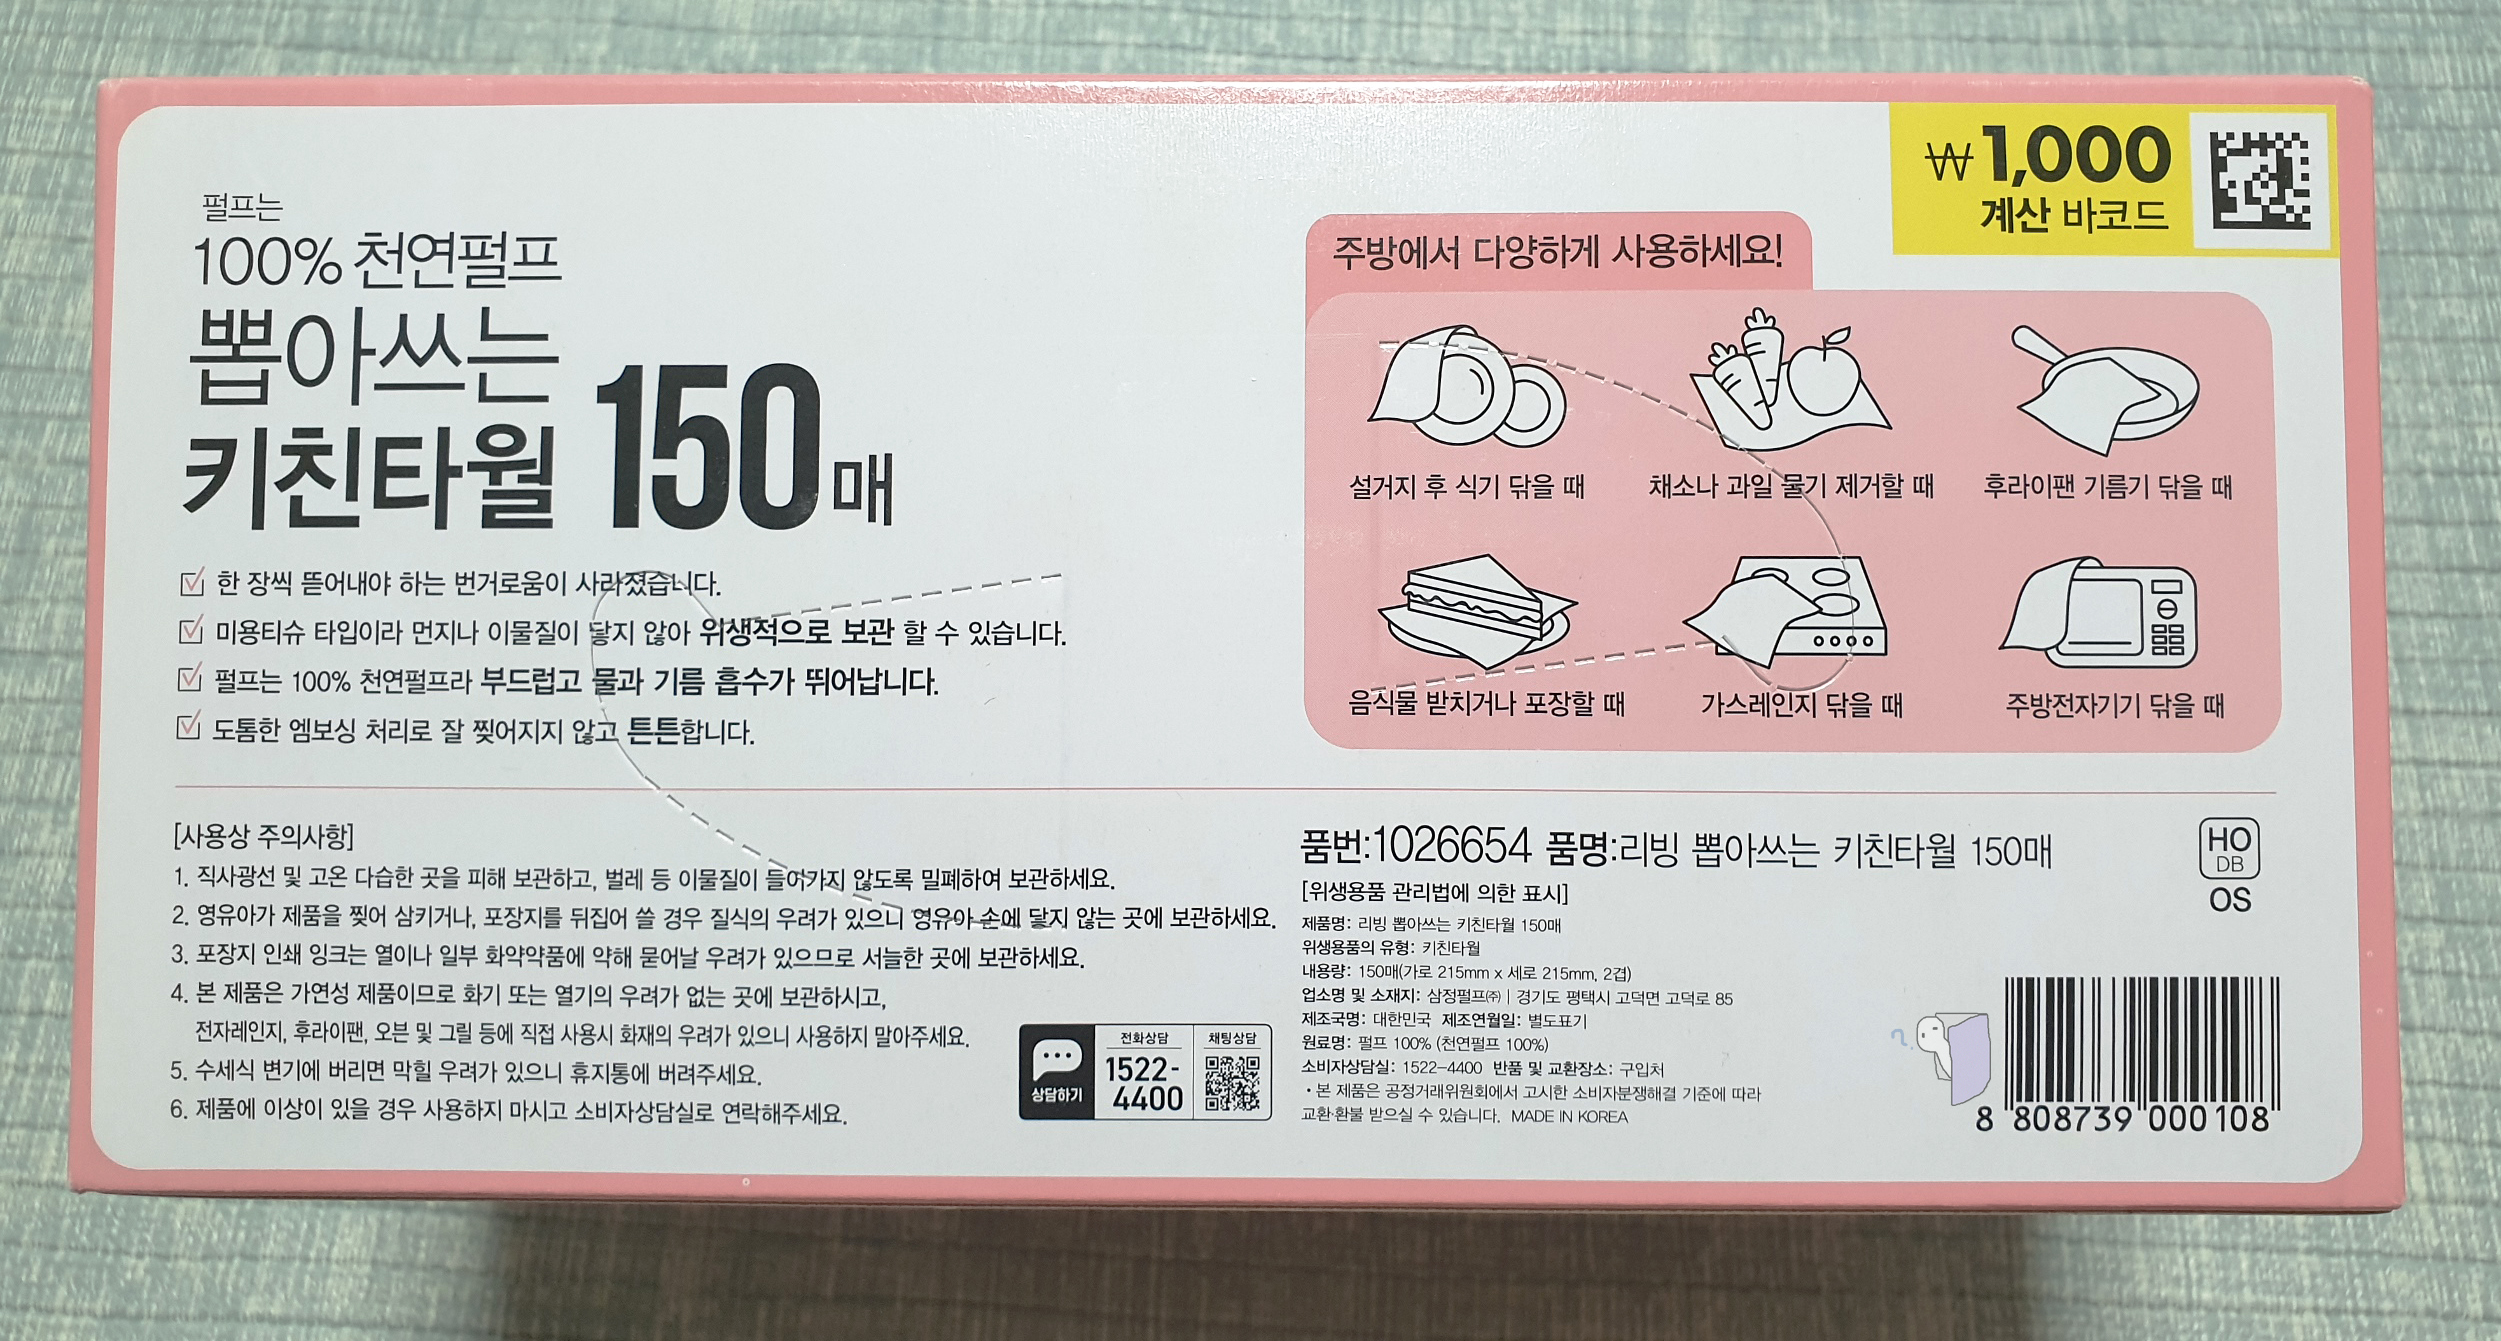 펄프는
100% 천연펄프
뽑아쓰는
키친타월 150매
한 장씩 뜯어내야 하는 번거로움이 사라졌습니다.
미용티슈 타입이라 먼지나 이물질이 닿지 않아 위생적으로 보관 할 수 있습니다.
펄프는 100% 천연펄프라 부드럽고 물과 기름 흡수가 뛰어납니다.
도톰한 엠보싱 처리로 잘 찢어지지 않고 튼튼합니다.
₩1,000
계산 바코드
주방에서 다양하게 사용하세요!
설거지 후 식기 닦을 때
채소나 과일 물기 제거할 때
후라이팬 기름기 닦을 때
음식물 받치거나 포장할 때
가스레인지 닦을 때
주방전자기기 닦을 때
[사용상 주의사항]
1. 직사광선 및 고온 다습한 곳을 피해 보관하고, 벌레 등 이물질이 들어가지 않도록 밀폐하여 보관하세요.
2. 영유아가 제품을 찢어 삼키거나, 포장지를 뒤집어 쓸 경우 질식의 우려가 있으니 영유아 손에 닿지 않는 곳에 보관하세요.
3. 포장지 인쇄 잉크는 열이나 일부 화약약품에 약해 묻어날 우려가 있으므로 서늘한 곳에 보관하세요.
4. 본 제품은 가연성 제품이므로 화기 또는 열기의 우려가 없는 곳에 보관하시고,
전자레인지, 후라이팬, 오븐 및 그릴 등에 직접 사용시 화재의 우려가 있으니 사용하지 말아주세요.
5. 수세식 변기에 버리면 막힐 우려가 있으니 휴지통에 버려주세요.
6. 제품에 이상이 있을 경우 사용하지 마시고 소비자상담실로 연락해주세요.
상담하기
전화상담
1522-
4400
채팅상담
품번:1026654 품명:리빙 뽑아쓰는 키친타월 150매
[위생용품 관리법에 의한 표시]
제품명: 리빙 뽑아쓰는 키친타월 150매
위생용품의 유형: 키친타월
내용량: 150매(가로 215mm x 세로 215mm, 2겹)
업소명 및 소재지: 삼정펄프㈜ | 경기도 평택시 고덕면 고덕로 85
제조국명: 대한민국 제조연월일: 별도표기
원료명: 펄프 100% (천연펄프 100%)
소비자상담실: 1522-4400 반품 및 교환장소: 구입처
• 본 제품은 공정거래위원회에서 고시한 소비자분쟁해결 기준에 따라
교환·환불 받으실 수 있습니다. MADE IN KOREA
HO
DB
OS
?
8 808739 000108